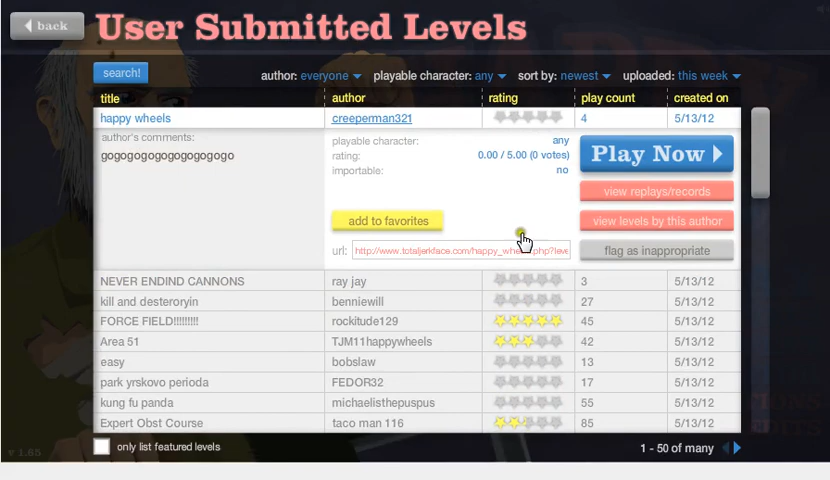 back
User Submitted Levels
search!
author: everyone playable character: any sort by: newest uploaded: this week
title author rating play count created on
happy wheels creeperman321 4 5/13/12
author's comments:
gogogogogogogogogogo
playable character: any
rating: 0.00 / 5.00 (0 votes)
importable: no
Play Now
view replays/records
add to favorites
view levels by this author
url: http://www.totaljerkface.com/happy_wheels.php?leve
flag as inappropriate
NEVER ENDIND CANNONS ray jay 3 5/13/12
kill and desteroryin benniewill 27 5/13/12
FORCE FIELD!!!!!!!!! rockitude129 45 5/13/12
Area 51 TJM11happywheels 42 5/13/12
easy bobslaw 13 5/13/12
park yrskovo perioda FEDOR32 17 5/13/12
kung fu panda michaelisthepuspus 55 5/13/12
Expert Obst Course taco man 116 85 5/13/12
only list featured levels
1 - 50 of many
v 1.65